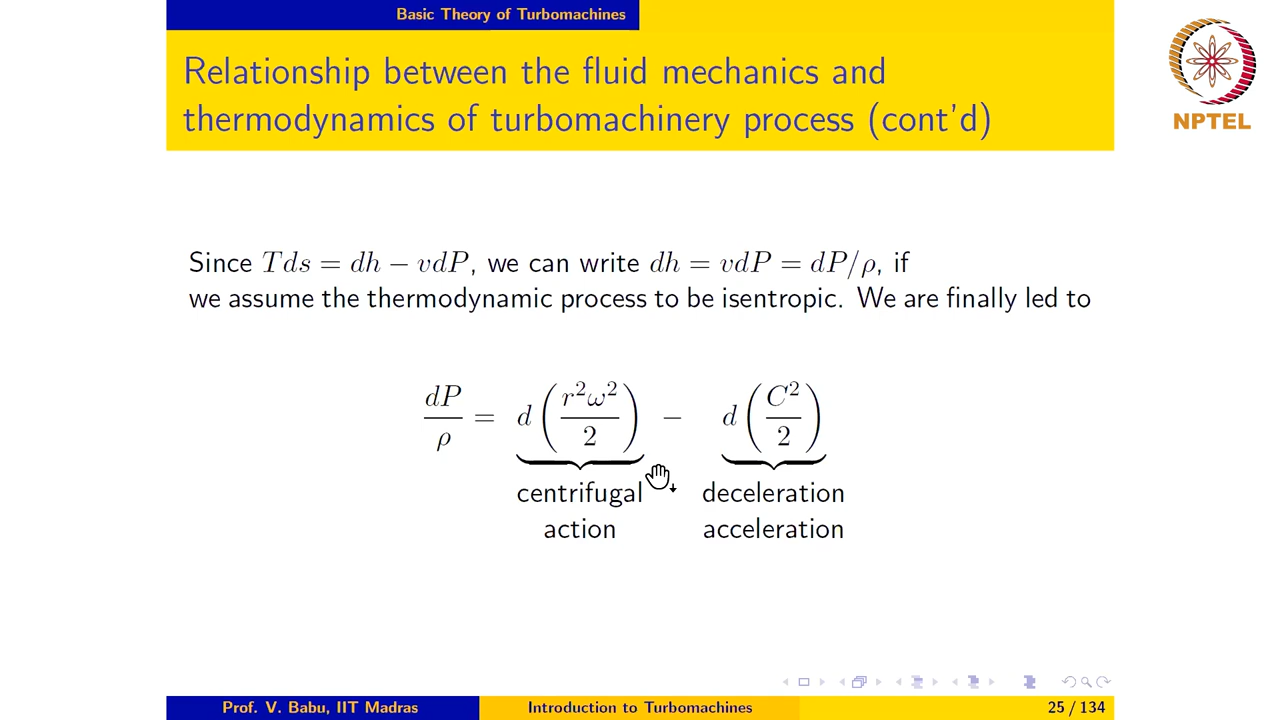 Basic Theory of Turbomachines
Relationship between the fluid mechanics and
thermodynamics of turbomachinery process (cont'd)
NPTEL
Since Tds = dh − vdP, we can write dh = vdP = dP/ρ, if
we assume the thermodynamic process to be isentropic. We are finally led to
dP/ρ = d(r²ω²/2) − d(C²/2)
centrifugal deceleration
action acceleration
Prof. V. Babu, IIT Madras Introduction to Turbomachines 25 / 134